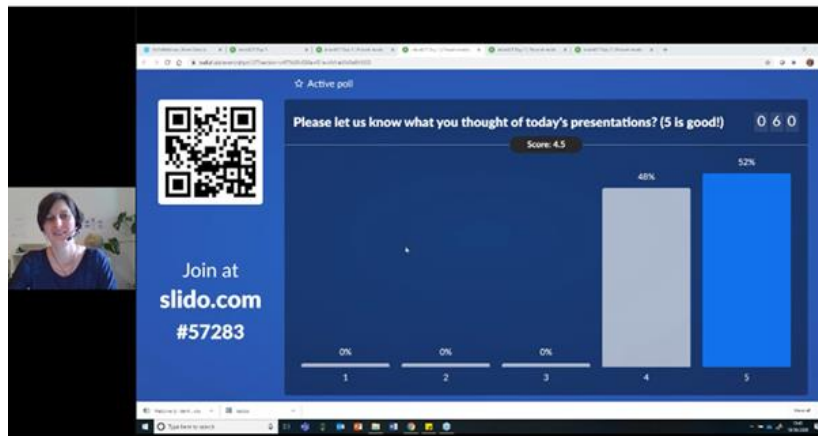 Active poll
Please let us know what you thought of today's presentations? (5 is good!)
0 6 0
Score: 4.5
52%
48%
Join at
slido.com
#57283
0% 0% 0%
1 2 3 4 5
Type here to search